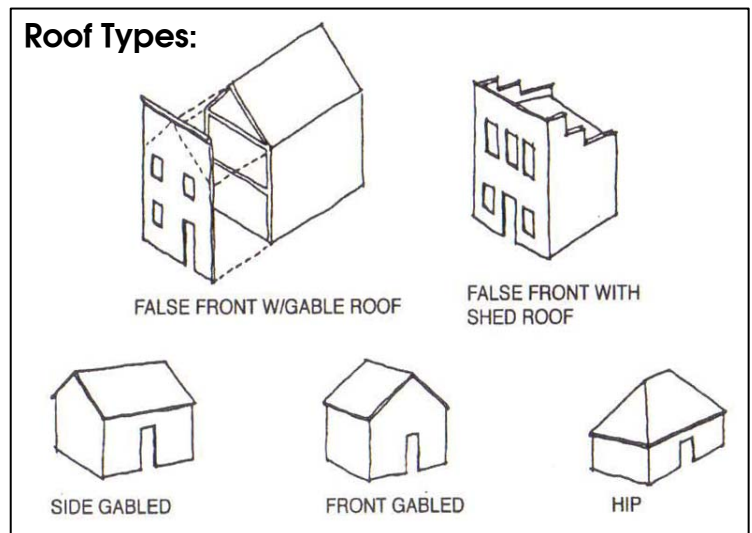 Roof Types:
FALSE FRONT W/GABLE ROOF
FALSE FRONT WITH
SHED ROOF
SIDE GABLED
FRONT GABLED
HIP